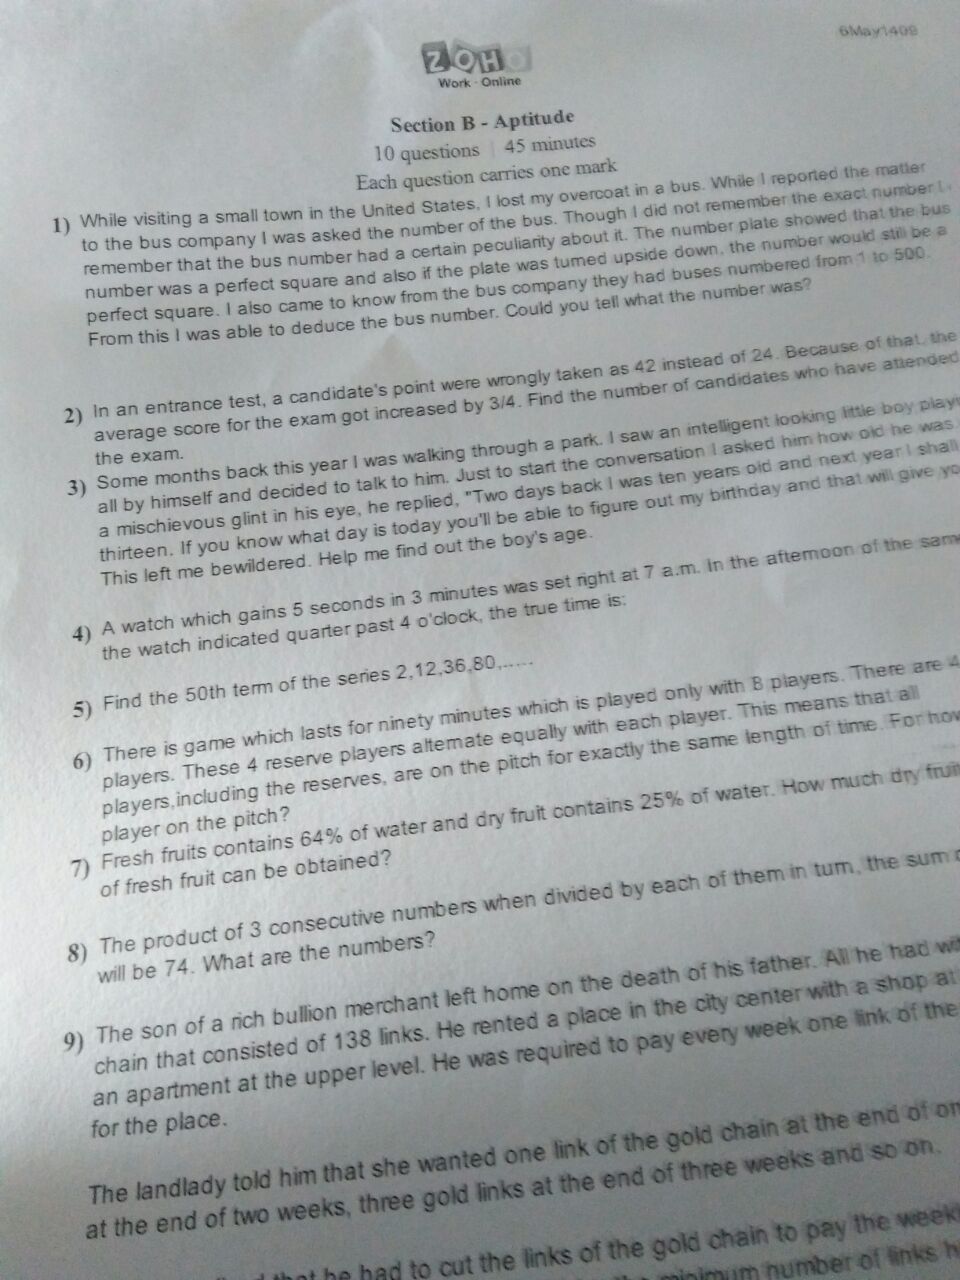 6May1409
ZOHO
Work · Online
Section B - Aptitude
10 questions | 45 minutes
Each question carries one mark
1) While visiting a small town in the United States, I lost my overcoat in a bus. While I reported the matter
to the bus company I was asked the number of the bus. Though I did not remember the exact number I
remember that the bus number had a certain peculiarity about it. The number plate showed that the bus
number was a perfect square and also if the plate was turned upside down, the number would still be a
perfect square. I also came to know from the bus company they had buses numbered from 1 to 500.
From this I was able to deduce the bus number. Could you tell what the number was?
2) In an entrance test, a candidate's point were wrongly taken as 42 instead of 24. Because of that, the
average score for the exam got increased by 3/4. Find the number of candidates who have attended
the exam.
3) Some months back this year I was walking through a park. I saw an intelligent looking little boy play
all by himself and decided to talk to him. Just to start the conversation I asked him how old he was.
a mischievous glint in his eye, he replied, "Two days back I was ten years old and next year I shall
thirteen. If you know what day is today you'll be able to figure out my birthday and that will give yo
This left me bewildered. Help me find out the boy's age.
4) A watch which gains 5 seconds in 3 minutes was set right at 7 a.m. In the afternoon of the same
the watch indicated quarter past 4 o'clock, the true time is:
5) Find the 50th term of the series 2,12,36,80,.....
6) There is game which lasts for ninety minutes which is played only with 8 players. There are 4
players. These 4 reserve players alternate equally with each player. This means that all
players,including the reserves, are on the pitch for exactly the same length of time. For how
player on the pitch?
7) Fresh fruits contains 64% of water and dry fruit contains 25% of water. How much dry fruit
of fresh fruit can be obtained?
8) The product of 3 consecutive numbers when divided by each of them in turn, the sum
will be 74. What are the numbers?
9) The son of a rich bullion merchant left home on the death of his father. All he had wit
chain that consisted of 138 links. He rented a place in the city center with a shop at
an apartment at the upper level. He was required to pay every week one link of the
for the place.
The landlady told him that she wanted one link of the gold chain at the end of on
at the end of two weeks, three gold links at the end of three weeks and so on.
that he had to cut the links of the gold chain to pay the week
minimum number of links